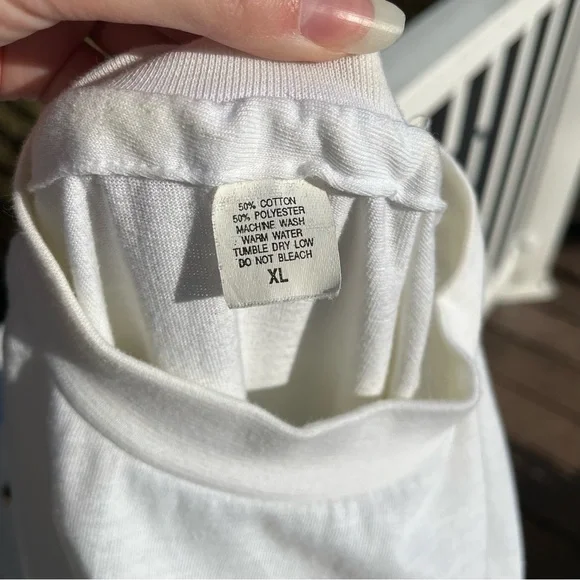 50% COTTON
50% POLYESTER
MACHINE WASH
WARM WATER
TUMBLE DRY LOW
DO NOT BLEACH
XL